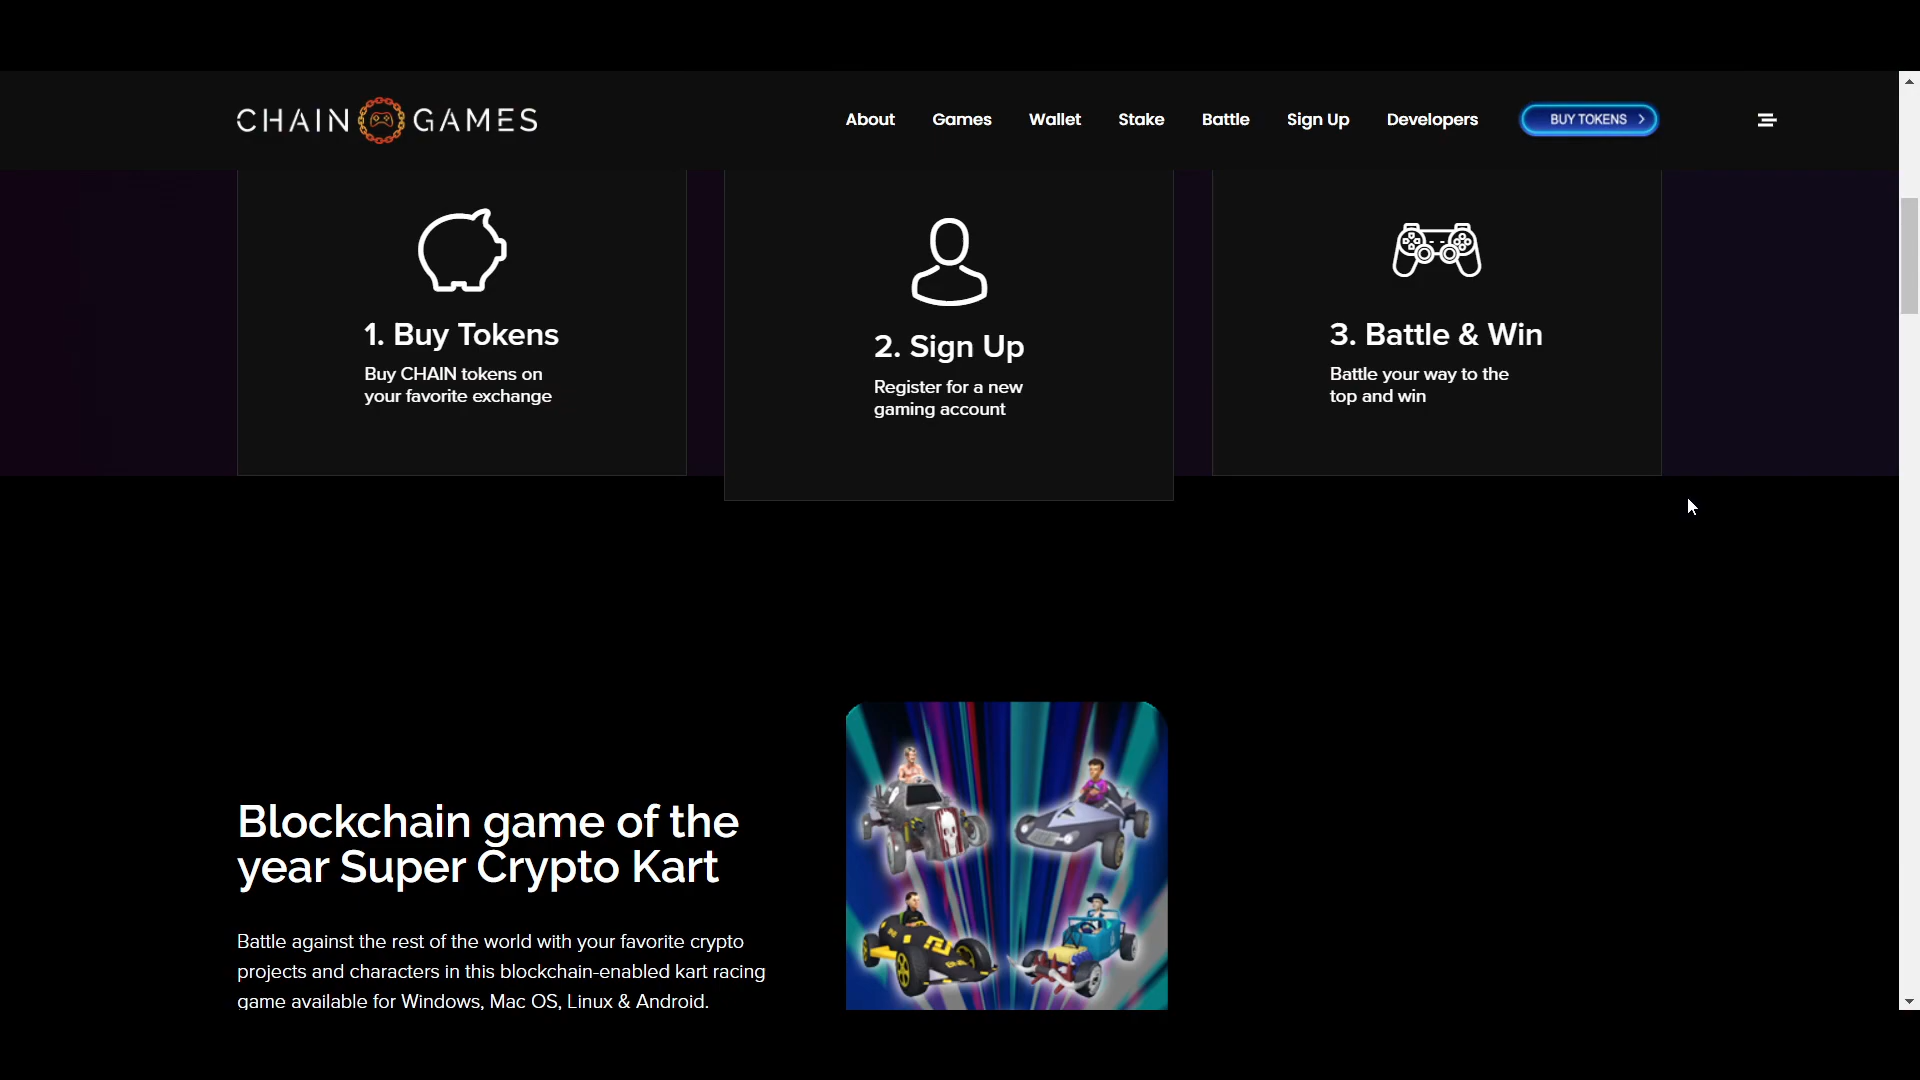 CHAIN GAMES
About Games Wallet Stake Battle Sign Up Developers BUY TOKENS
1. Buy Tokens
Buy CHAIN tokens on
your favorite exchange
2. Sign Up
Register for a new
gaming account
3. Battle & Win
Battle your way to the
top and win
Blockchain game of the
year Super Crypto Kart
Battle against the rest of the world with your favorite crypto
projects and characters in this blockchain-enabled kart racing
game available for Windows, Mac OS, Linux & Android.